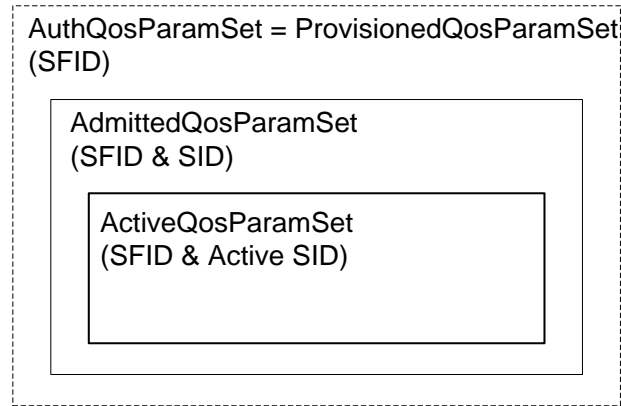 AuthQosParamSet = ProvisionedQosParamSet
(SFID)
AdmittedQosParamSet
(SFID & SID)
ActiveQosParamSet
(SFID & Active SID)